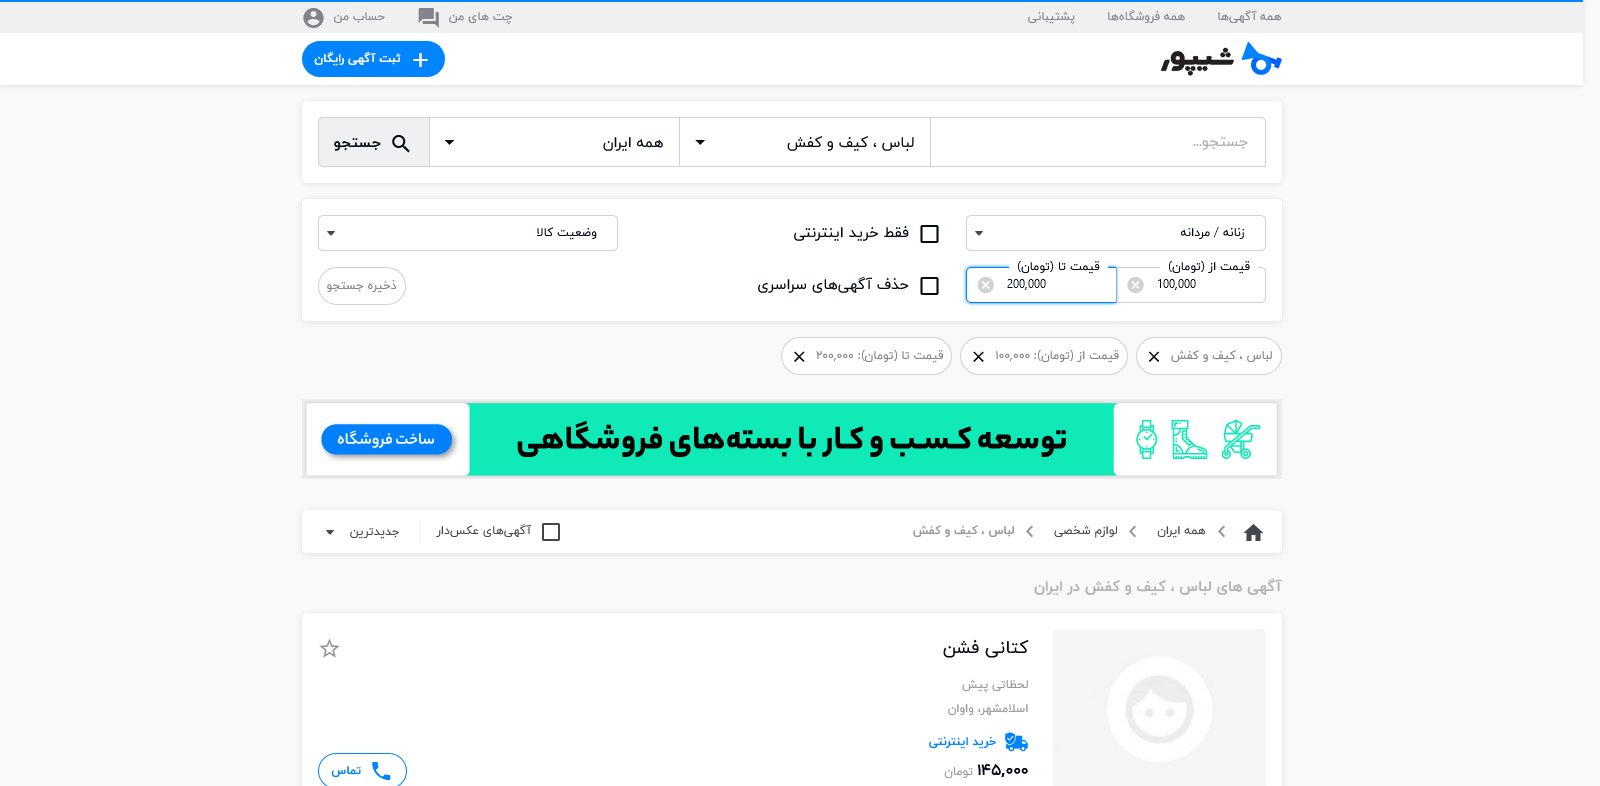 همه آگهی‌ها همه فروشگاه‌ها پشتیبانی چت های من حساب من
شیپور ثبت آگهی رایگان
جستجو... لباس ، کیف و کفش همه ایران جستجو
زنانه / مردانه فقط خرید اینترنتی وضعیت کالا
قیمت از (تومان) قیمت تا (تومان)
100,000 200,000 حذف آگهی‌های سراسری ذخیره جستجو
لباس ، کیف و کفش قیمت از (تومان): ۱۰۰,۰۰۰ قیمت تا (تومان): ۲۰۰,۰۰۰
توسعه کسب و کار با بسته‌های فروشگاهی ساخت فروشگاه
همه ایران لوازم شخصی لباس ، کیف و کفش آگهی‌های عکس‌دار جدیدترین
آگهی های لباس ، کیف و کفش در ایران
کتانی فشن
لحظاتی پیش
اسلامشهر، واوان
خرید اینترنتی
۱۴۵,۰۰۰ تومان تماس